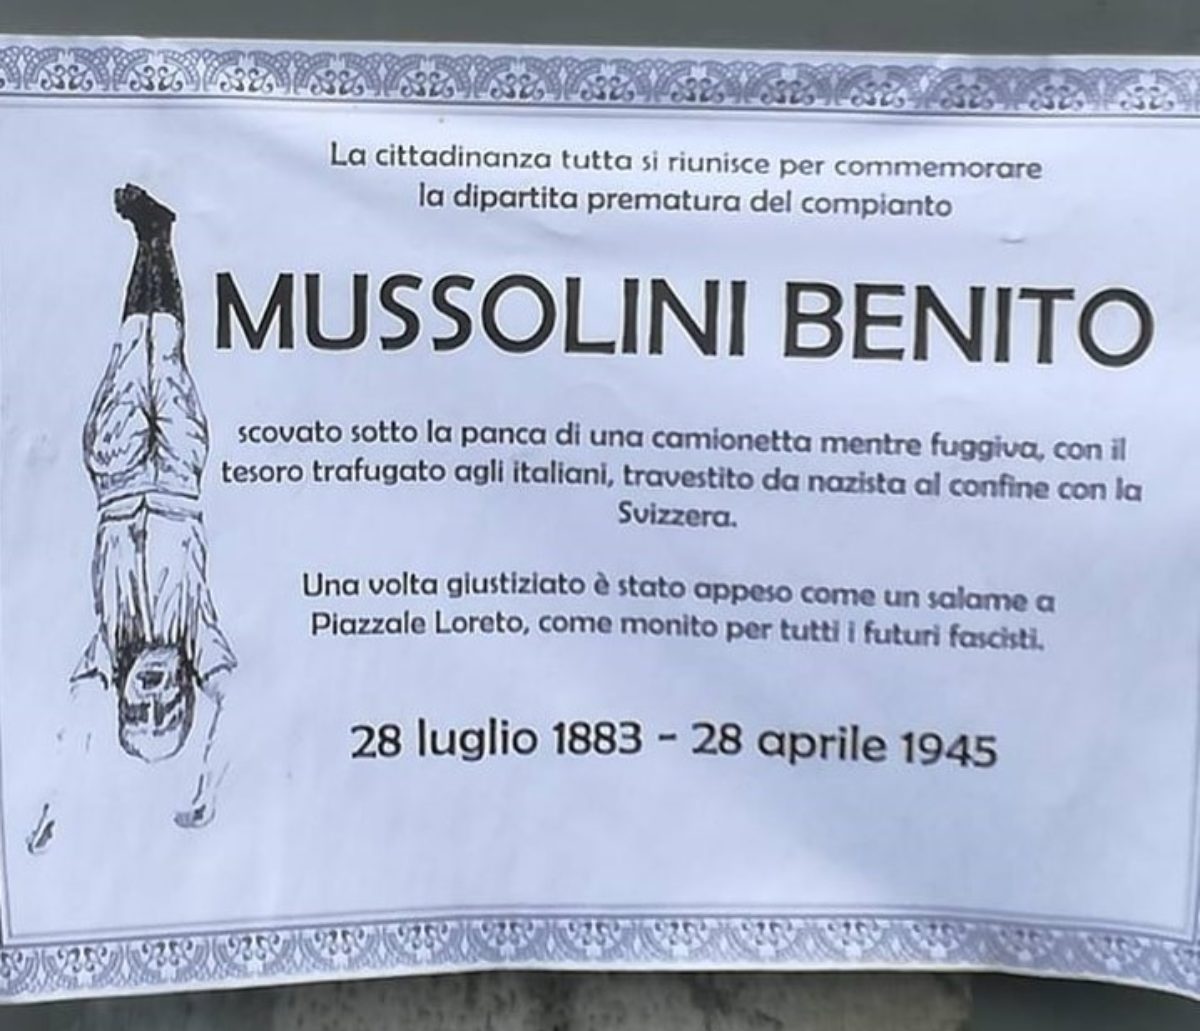 La cittadinanza tutta si riunisce per commemorare
la dipartita prematura del compianto
MUSSOLINI BENITO
scovato sotto la panca di una camionetta mentre fuggiva, con il
tesoro trafugato agli italiani, travestito da nazista al confine con la
Svizzera.
Una volta giustiziato è stato appeso come un salame a
Piazzale Loreto, come monito per tutti i futuri fascisti.
28 luglio 1883 - 28 aprile 1945